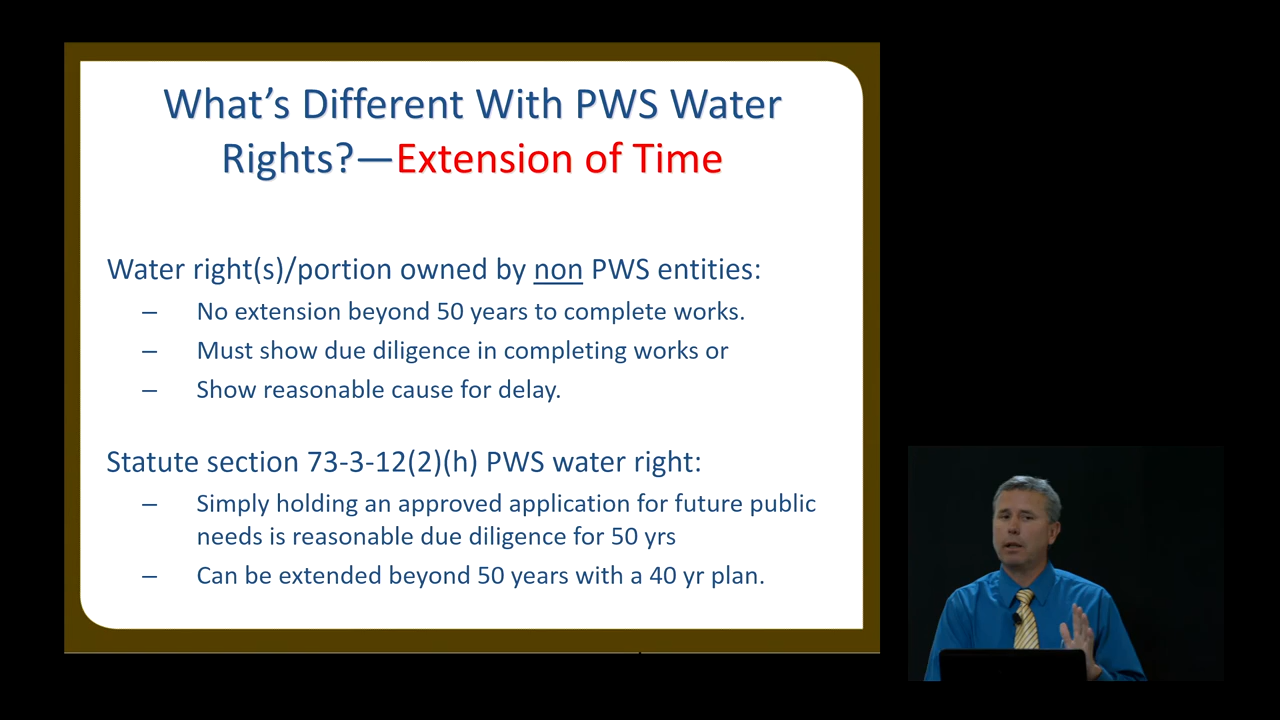 What's Different With PWS Water
Rights?—Extension of Time
Water right(s)/portion owned by non PWS entities:
– No extension beyond 50 years to complete works.
– Must show due diligence in completing works or
– Show reasonable cause for delay.
Statute section 73-3-12(2)(h) PWS water right:
– Simply holding an approved application for future public
needs is reasonable due diligence for 50 yrs
– Can be extended beyond 50 years with a 40 yr plan.